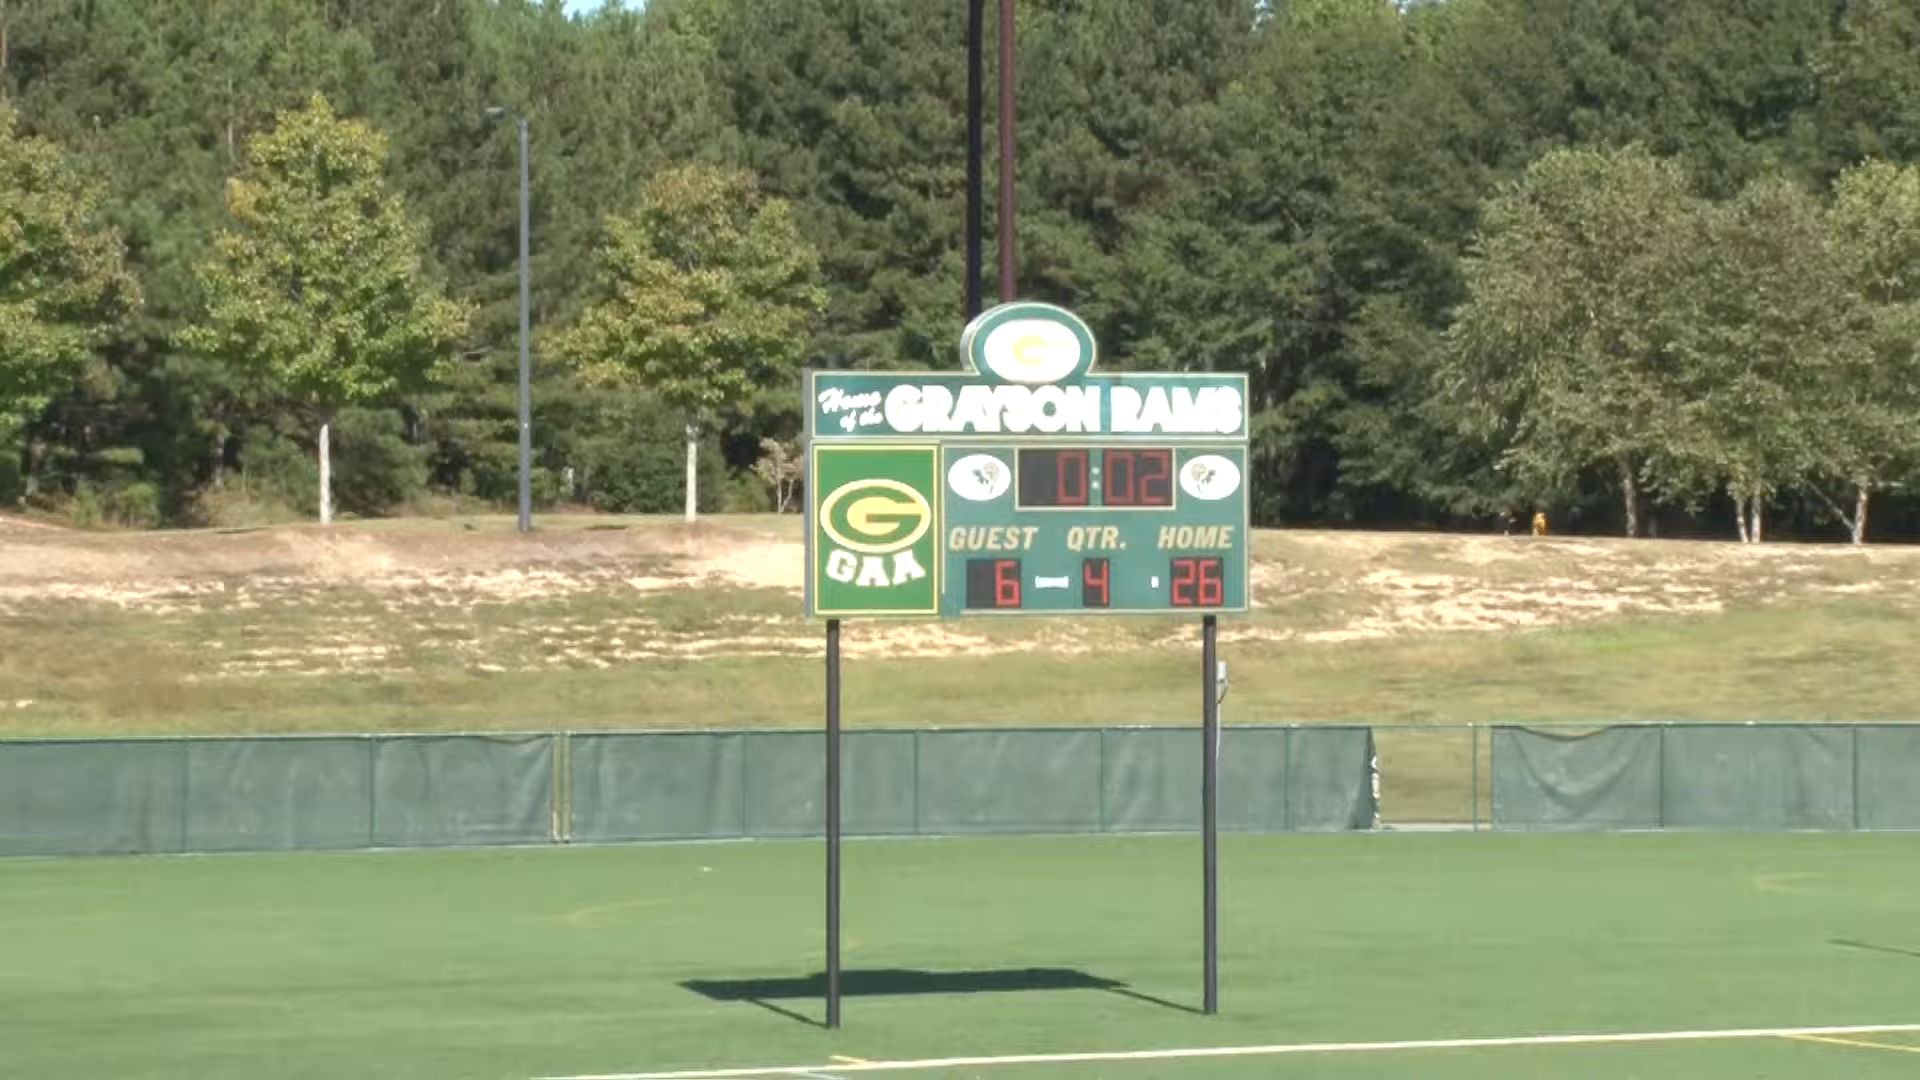 G
Home
of the GRAYSON RAMS
0:02
G
GAA
GUEST QTR. HOME
6 4 26